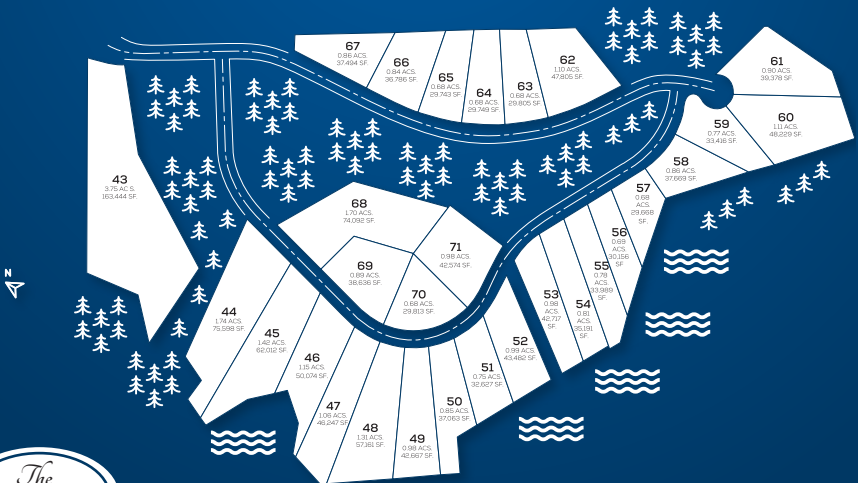 67
0.86 ACS.
37,494 SF.
66
0.84 ACS.
36,786 SF.
65
0.68 ACS.
29,743 SF.
64
0.68 ACS.
29,749 SF.
63
0.68 ACS.
29,805 SF.
62
1.10 ACS.
47,805 SF.
61
0.90 ACS.
39,378 SF.
60
1.11 ACS.
48,229 SF.
59
0.77 ACS.
33,416 SF.
58
0.86 ACS.
37,669 SF.
57
0.68
ACS.
29,668
SF.
56
0.69
ACS.
30,156
SF.
55
0.78
ACS.
33,989
SF.
54
0.81
ACS.
35,191
SF.
53
0.98
ACS.
42,717
SF.
43
3.75 AC S.
163,444 SF.
68
1.70 ACS.
74,092 SF.
71
0.98 ACS.
42,574 SF.
69
0.89 ACS.
38,636 SF.
70
0.68 ACS.
29,813 SF.
N
44
1.74 ACS.
75,598 SF.
45
1.42 ACS.
62,012 SF.
46
1.15 ACS.
50,074 SF.
47
1.06 ACS.
46,247 SF.
48
1.31 ACS.
57,161 SF.
49
0.98 ACS.
42,667 SF.
50
0.85 ACS.
37,063 SF.
51
0.75 ACS.
32,627 SF.
52
0.99 ACS.
43,482 SF.
The